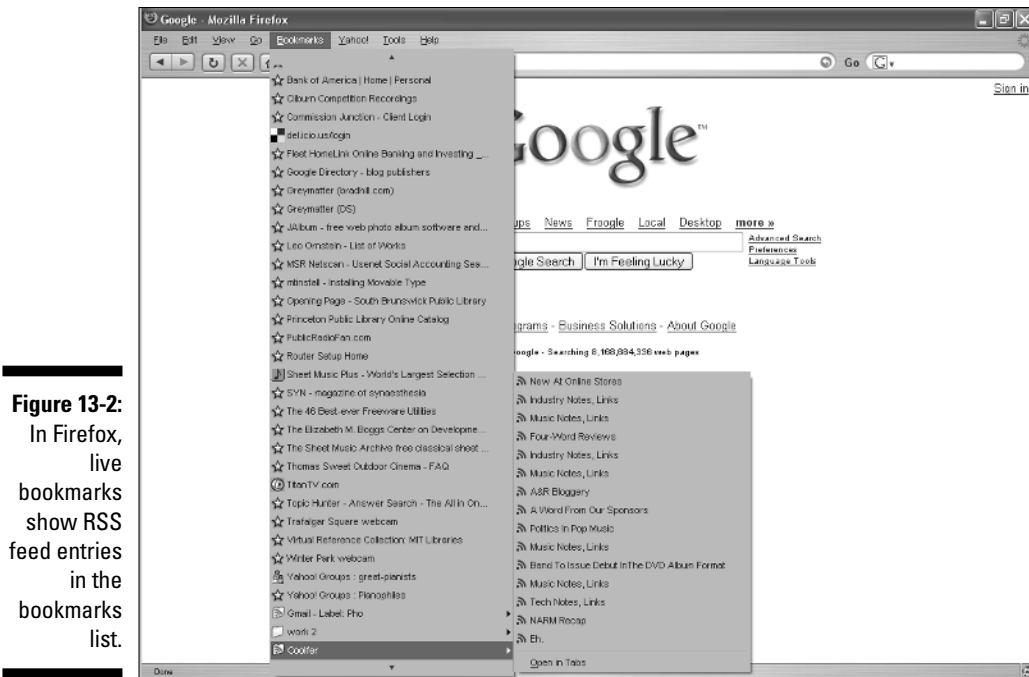 Google - Mozilla Firefox
File Edit View Go Bookmarks Yahoo! Tools Help
Go
Sign in
Bank of America | Home | Personal
Cliburn Competition Recordings
Commission Junction - Client Login
del.icio.us/login
Fleet HomeLink Online Banking and Investing _...
Google Directory - blog publishers
Greymatter (bradhill.com)
Greymatter (DS)
JAlbum - free web photo album software and...
Leo Ornstein - List of Works
MSR Netscan - Usenet Social Accounting Sea...
mtinstall - Installing Movable Type
Opening Page - South Brunswick Public Library
Princeton Public Library Online Catalog
PublicRadioFan.com
Router Setup Home
Sheet Music Plus - World's Largest Selection ...
SYN - magazine of synaesthesia
The 46 Best-ever Freeware Utilities
The Elizabeth M. Boggs Center on Developme...
The Sheet Music Archive free classical sheet ...
Thomas Sweet Outdoor Cinema - FAQ
TitanTV.com
Topic Hunter - Answer Search - The All in On...
Trafalgar Square webcam
Virtual Reference Collection: MIT Libraries
Winter Park webcam
Yahoo! Groups : great-pianists
Yahoo! Groups : Pianophiles
Gmail - Label: Pho
work 2
Coolfer
Google™
ups News Froogle Local Desktop more »
Advanced Search
Preferences
Language Tools
gle Search I'm Feeling Lucky
grams - Business Solutions - About Google
oogle - Searching 8,168,684,336 web pages
New At Online Stores
Industry Notes, Links
Music Notes, Links
Four-Word Reviews
Industry Notes, Links
Music Notes, Links
A&R Bloggery
A Word From Our Sponsors
Politics In Pop Music
Music Notes, Links
Band To Issue Debut InThe DVD Album Format
Music Notes, Links
Tech Notes, Links
NARM Recap
Eh.
Open in Tabs
Done
Figure 13-2:
In Firefox,
live
bookmarks
show RSS
feed entries
in the
bookmarks
list.